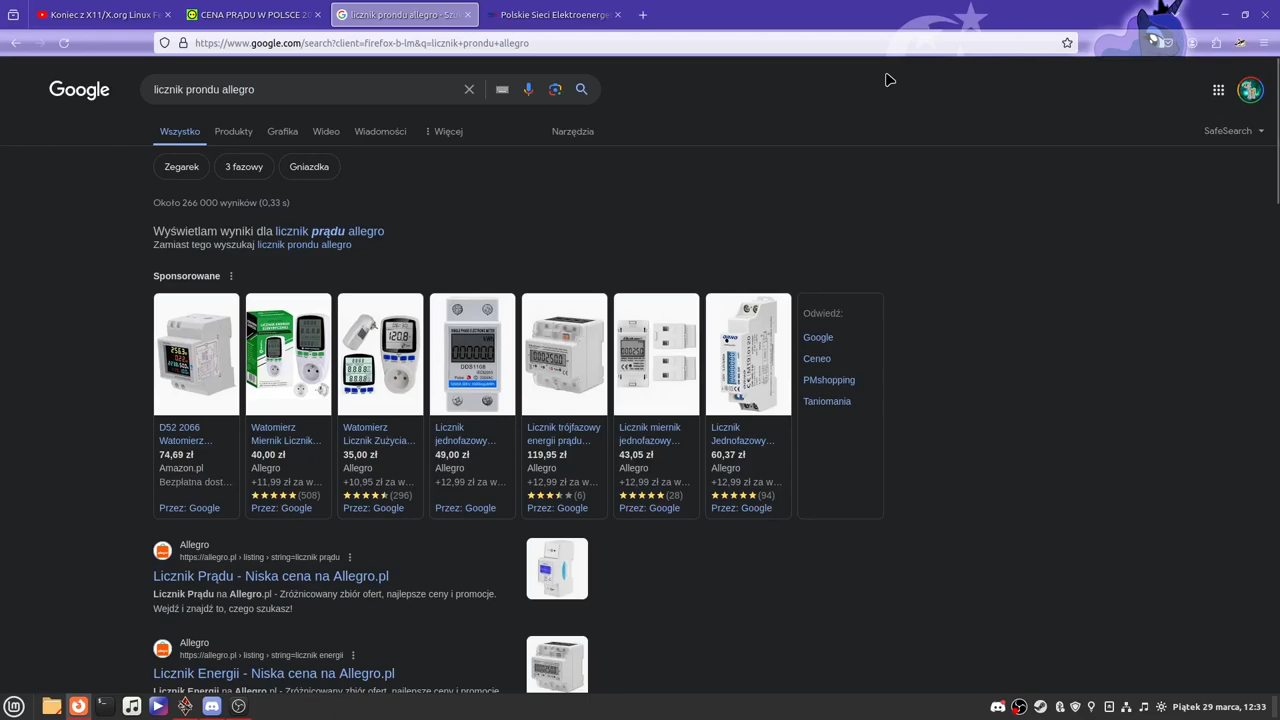 Koniec z X11/X.org Linux Fe
CENA PRĄDU W POLSCE 20
licznik prondu allegro - Szuk
Polskie Sieci Elektroenerge
https://www.google.com/search?client=firefox-b-lm&q=licznik+prondu+allegro
Google
licznik prondu allegro
Wszystko
Produkty
Grafika
Wideo
Wiadomości
Więcej
Narzędzia
SafeSearch
Zegarek
3 fazowy
Gniazdka
Około 266 000 wyników (0,33 s)
Wyświetlam wyniki dla licznik prądu allegro
Zamiast tego wyszukaj licznik prondu allegro
Sponsorowane
D52 2066
Watomierz…
74,69 zł
Amazon.pl
Bezpłatna dost…
Przez: Google
Watomierz
Miernik Licznik…
40,00 zł
Allegro
+11,99 zł za w…
(508)
Przez: Google
Watomierz
Licznik Zużycia…
35,00 zł
Allegro
+10,95 zł za w…
(296)
Przez: Google
DDS1108
Licznik
jednofazowy…
49,00 zł
Allegro
+12,99 zł za w…
Przez: Google
Licznik trójfazowy
energii prądu…
119,95 zł
Allegro
+12,99 zł za w…
(6)
Przez: Google
Licznik miernik
jednofazowy…
43,05 zł
Allegro
+12,99 zł za w…
(28)
Przez: Google
Licznik
Jednofazowy…
60,37 zł
Allegro
+12,99 zł za w…
(94)
Przez: Google
Odwiedź:
Google
Ceneo
PMshopping
Taniomania
Allegro
https://allegro.pl › listing › string=licznik prądu
Licznik Prądu - Niska cena na Allegro.pl
Licznik Prądu na Allegro.pl - Zróżnicowany zbiór ofert, najlepsze ceny i promocje.
Wejdź i znajdź to, czego szukasz!
Allegro
https://allegro.pl › listing › string=licznik energii
Licznik Energii - Niska cena na Allegro.pl
Licznik Energii na Allegro.pl - Zróżnicowany zbiór ofert, najlepsze ceny i promocje.
Piątek 29 marca, 12:33